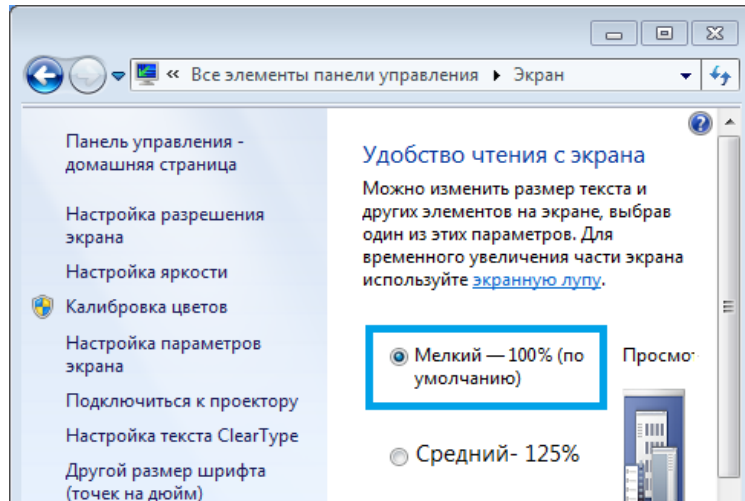 « Все элементы панели управления Экран
Панель управления -
домашняя страница
Настройка разрешения
экрана
Настройка яркости
Калибровка цветов
Настройка параметров
экрана
Подключиться к проектору
Настройка текста ClearType
Другой размер шрифта
(точек на дюйм)
Удобство чтения с экрана
Можно изменить размер текста и
других элементов на экране, выбрав
один из этих параметров. Для
временного увеличения части экрана
используйте экранную лупу.
Мелкий — 100% (по
умолчанию)
Просмо
Средний- 125%